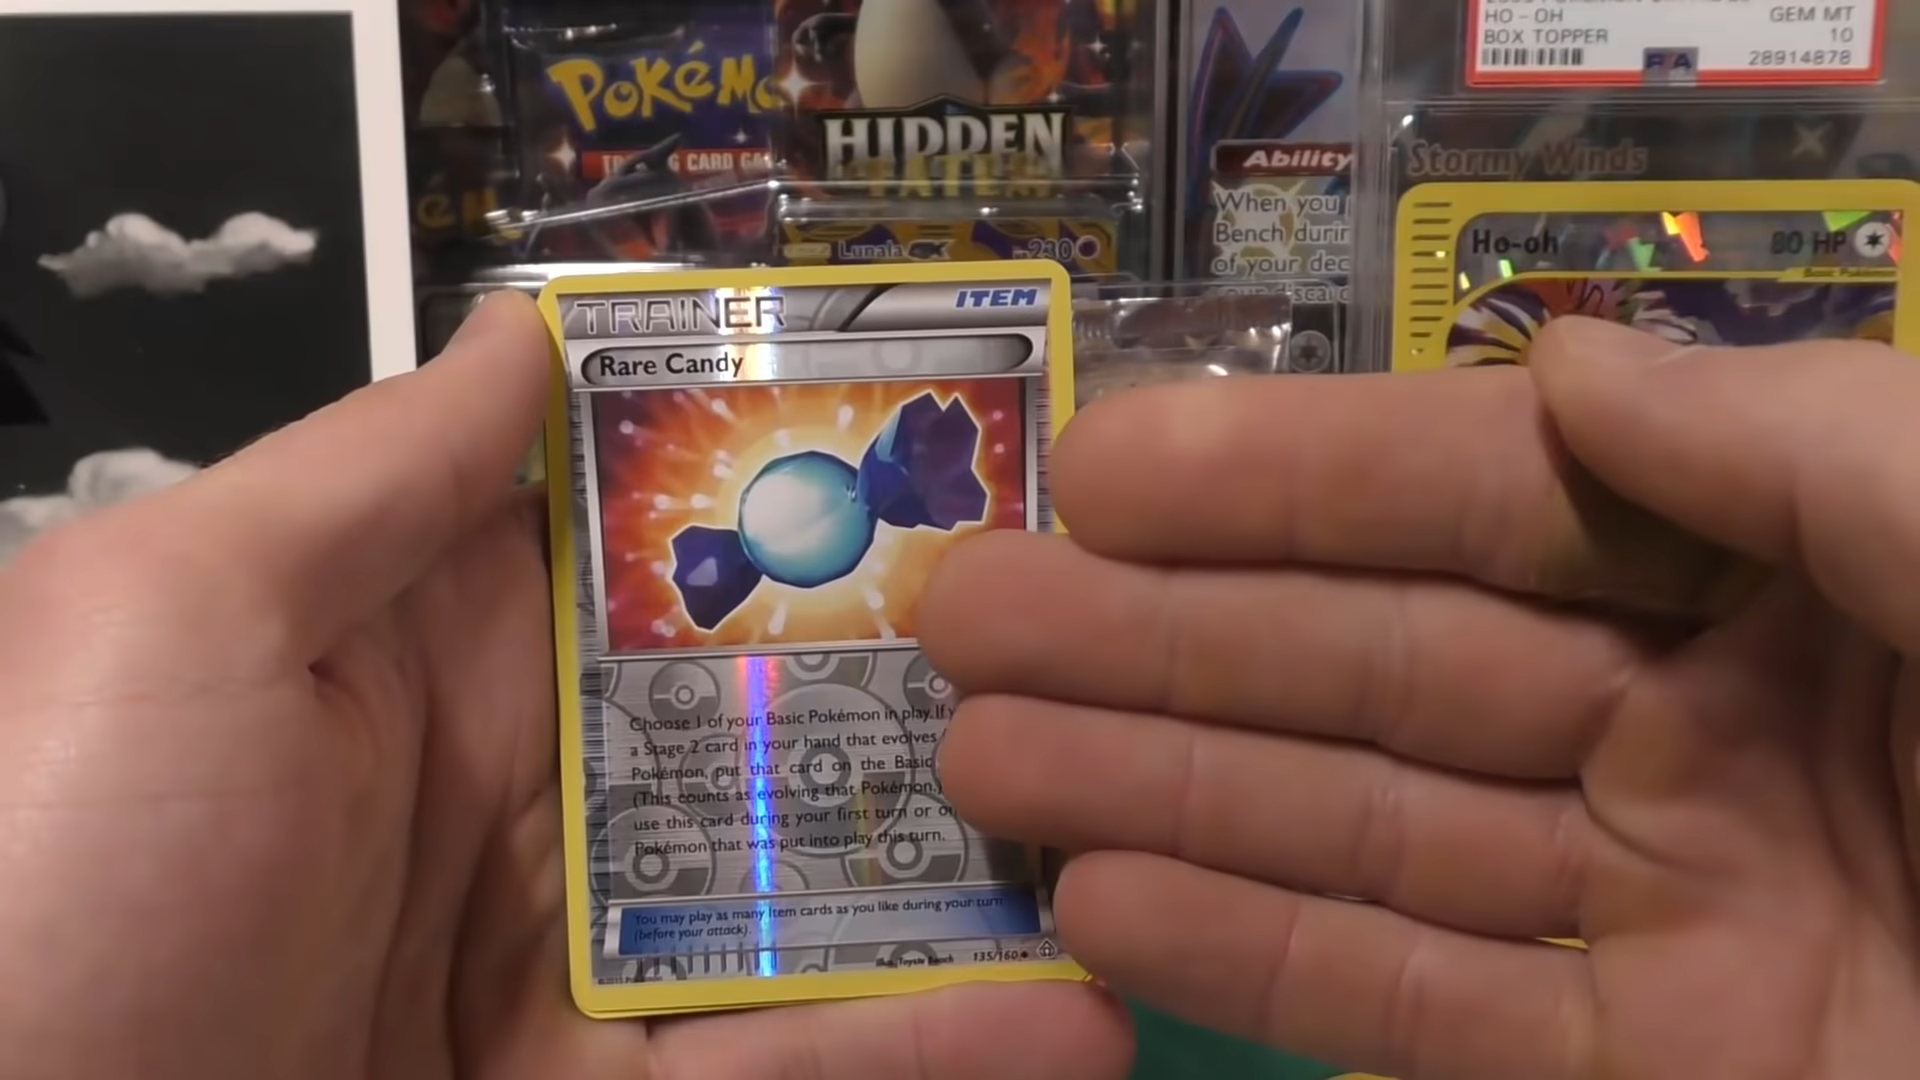 HO - OH GEM MT
BOX TOPPER 10
PSA 28914878
Pokém
HIDDEN
FATES
CARD GA
Lunala GX 230
Ability
When you
Bench durin
of your dec
Stormy Winds
Ho-oh 80 HP
Basic Pokémon
TRAINER ITEM
Rare Candy
Choose 1 of your Basic Pokémon in play. If
a Stage 2 card in your hand that evolves
Pokémon, put that card on the Basic
(This counts as evolving that Pokémon.)
use this card during your first turn or
Pokémon that was put into play this turn.
You may play as many Item cards as you like during your turn
(before your attack).
Illus. Toyste Beach 135/160